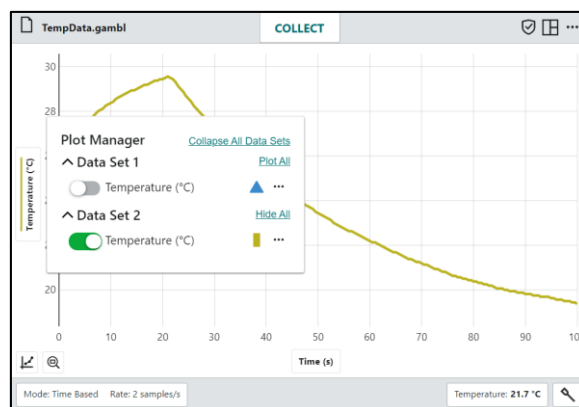 TempData.gambl
COLLECT
30
28
Temperature (°C)
20
Plot Manager
Collapse All Data Sets
Data Set 1
Plot All
Temperature (°C)
Data Set 2
Hide All
Temperature (°C)
0
10
20
30
40
50
60
70
80
90
Time (s)
Mode: Time Based Rate: 2 samples/s
Temperature: 21.7 °C